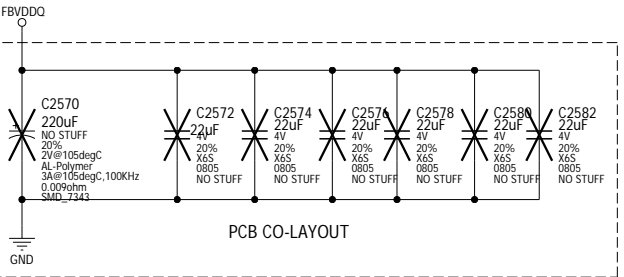 FBVDDQ
C2570
220uF
NO STUFF
20%
2V@105degC
AL-Polymer
3A@105degC,100KHz
0.009ohm
SMD_7343
C2572
22uF
4V
20%
X6S
0805
NO STUFF
C2574
22uF
4V
20%
X6S
0805
NO STUFF
C2576
22uF
4V
20%
X6S
0805
NO STUFF
C2578
22uF
4V
20%
X6S
0805
NO STUFF
C2580
22uF
4V
20%
X6S
0805
NO STUFF
C2582
22uF
4V
20%
X6S
0805
NO STUFF
PCB CO-LAYOUT
GND